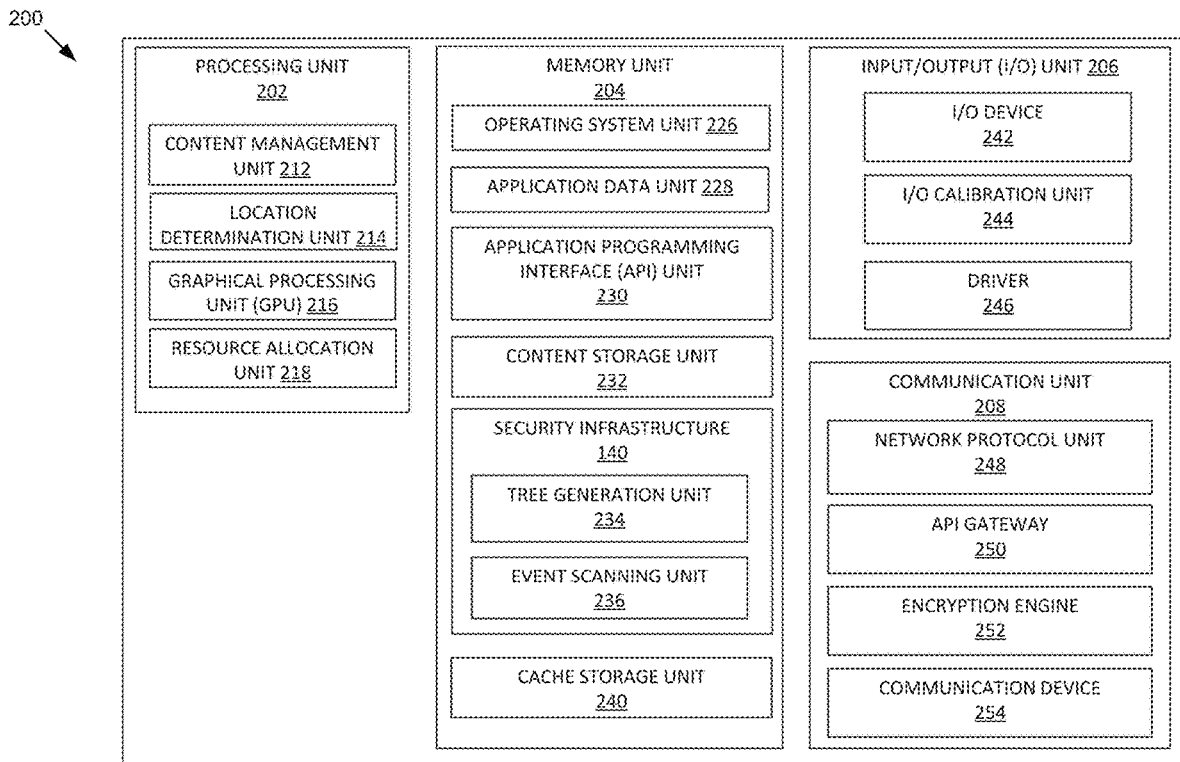 200
PROCESSING UNIT
202
CONTENT MANAGEMENT
UNIT 212
LOCATION
DETERMINATION UNIT 214
GRAPHICAL PROCESSING
UNIT (GPU) 216
RESOURCE ALLOCATION
UNIT 218
MEMORY UNIT
204
OPERATING SYSTEM UNIT 226
APPLICATION DATA UNIT 228
APPLICATION PROGRAMMING
INTERFACE (API) UNIT
230
CONTENT STORAGE UNIT
232
SECURITY INFRASTRUCTURE
140
TREE GENERATION UNIT
234
EVENT SCANNING UNIT
236
CACHE STORAGE UNIT
240
INPUT/OUTPUT (I/O) UNIT 206
I/O DEVICE
242
I/O CALIBRATION UNIT
244
DRIVER
246
COMMUNICATION UNIT
208
NETWORK PROTOCOL UNIT
248
API GATEWAY
250
ENCRYPTION ENGINE
252
COMMUNICATION DEVICE
254